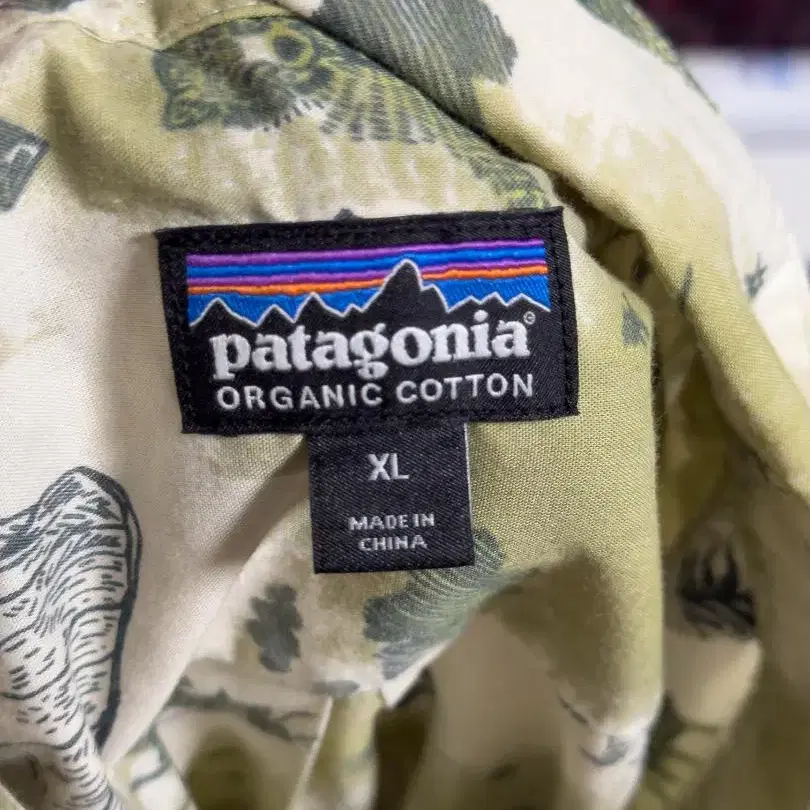 patagonia®
ORGANIC COTTON
XL
MADE IN
CHINA